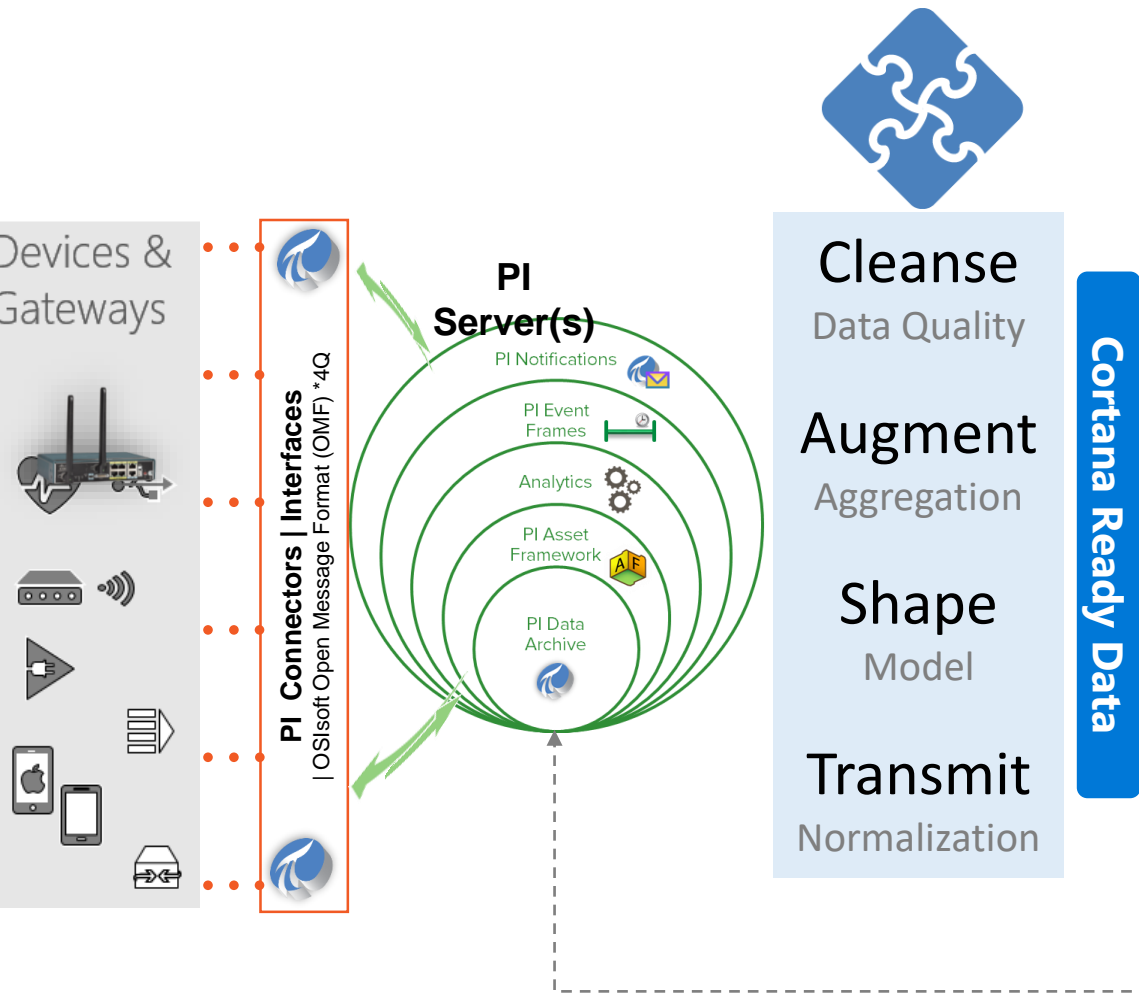 Devices &
Gateways
PI Connectors | Interfaces
| OSIsoft Open Message Format (OMF) *4Q
PI
Server(s)
PI Notifications
PI Event
Frames
Analytics
PI Asset
Framework
A F
PI Data
Archive
Cleanse
Data Quality
Augment
Aggregation
Shape
Model
Transmit
Normalization
Cortana Ready Data